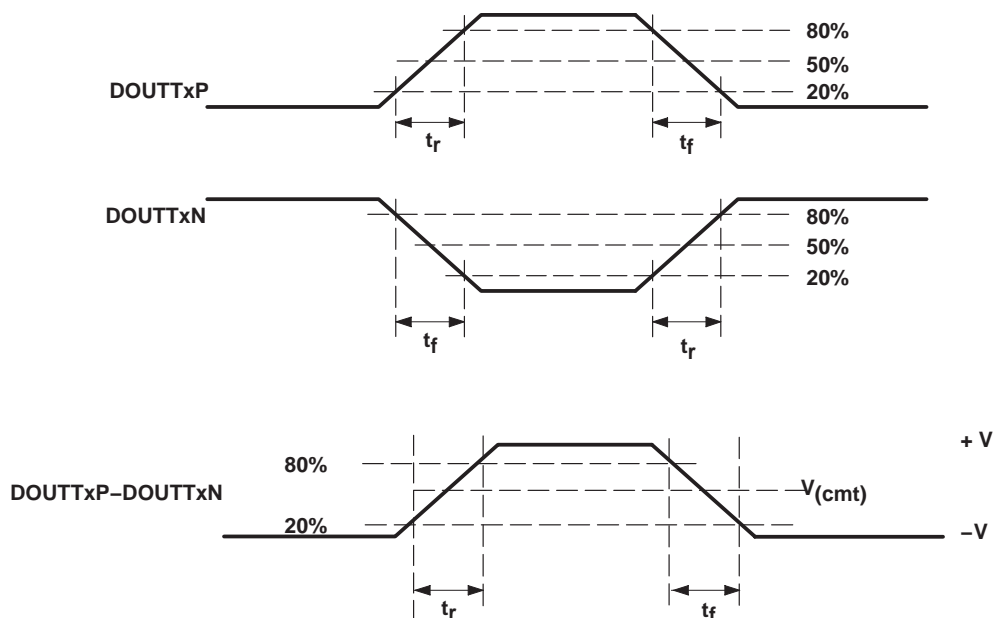 80%
50%
DOUTTxP
20%
tr
tf
DOUTTxN
80%
50%
20%
tf
tr
+ V
80%
DOUTTxP–DOUTTxN
V(cmt)
20%
–V
tr
tf